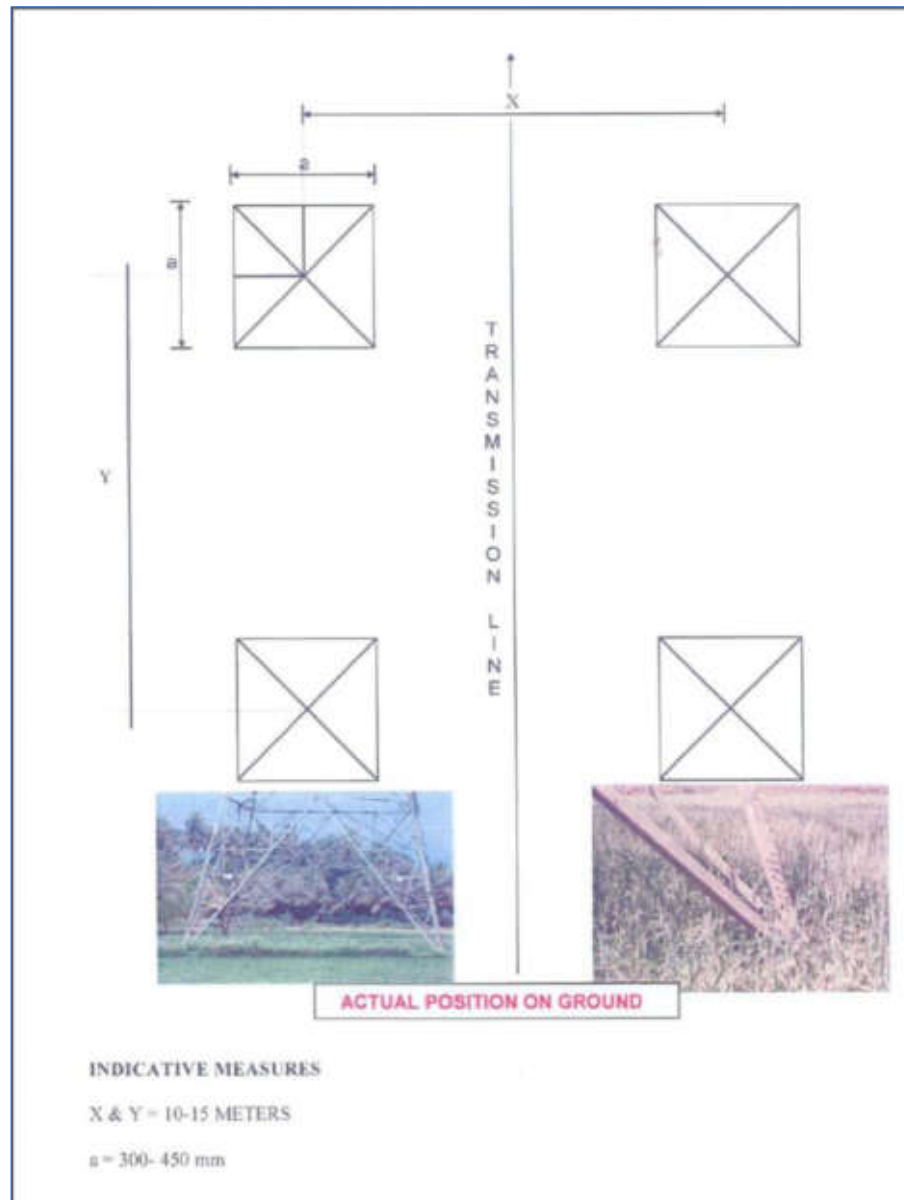 X
a
a
Y
TRANSMISSION LINE
ACTUAL POSITION ON GROUND
INDICATIVE MEASURES
X & Y = 10-15 METERS
a = 300- 450 mm